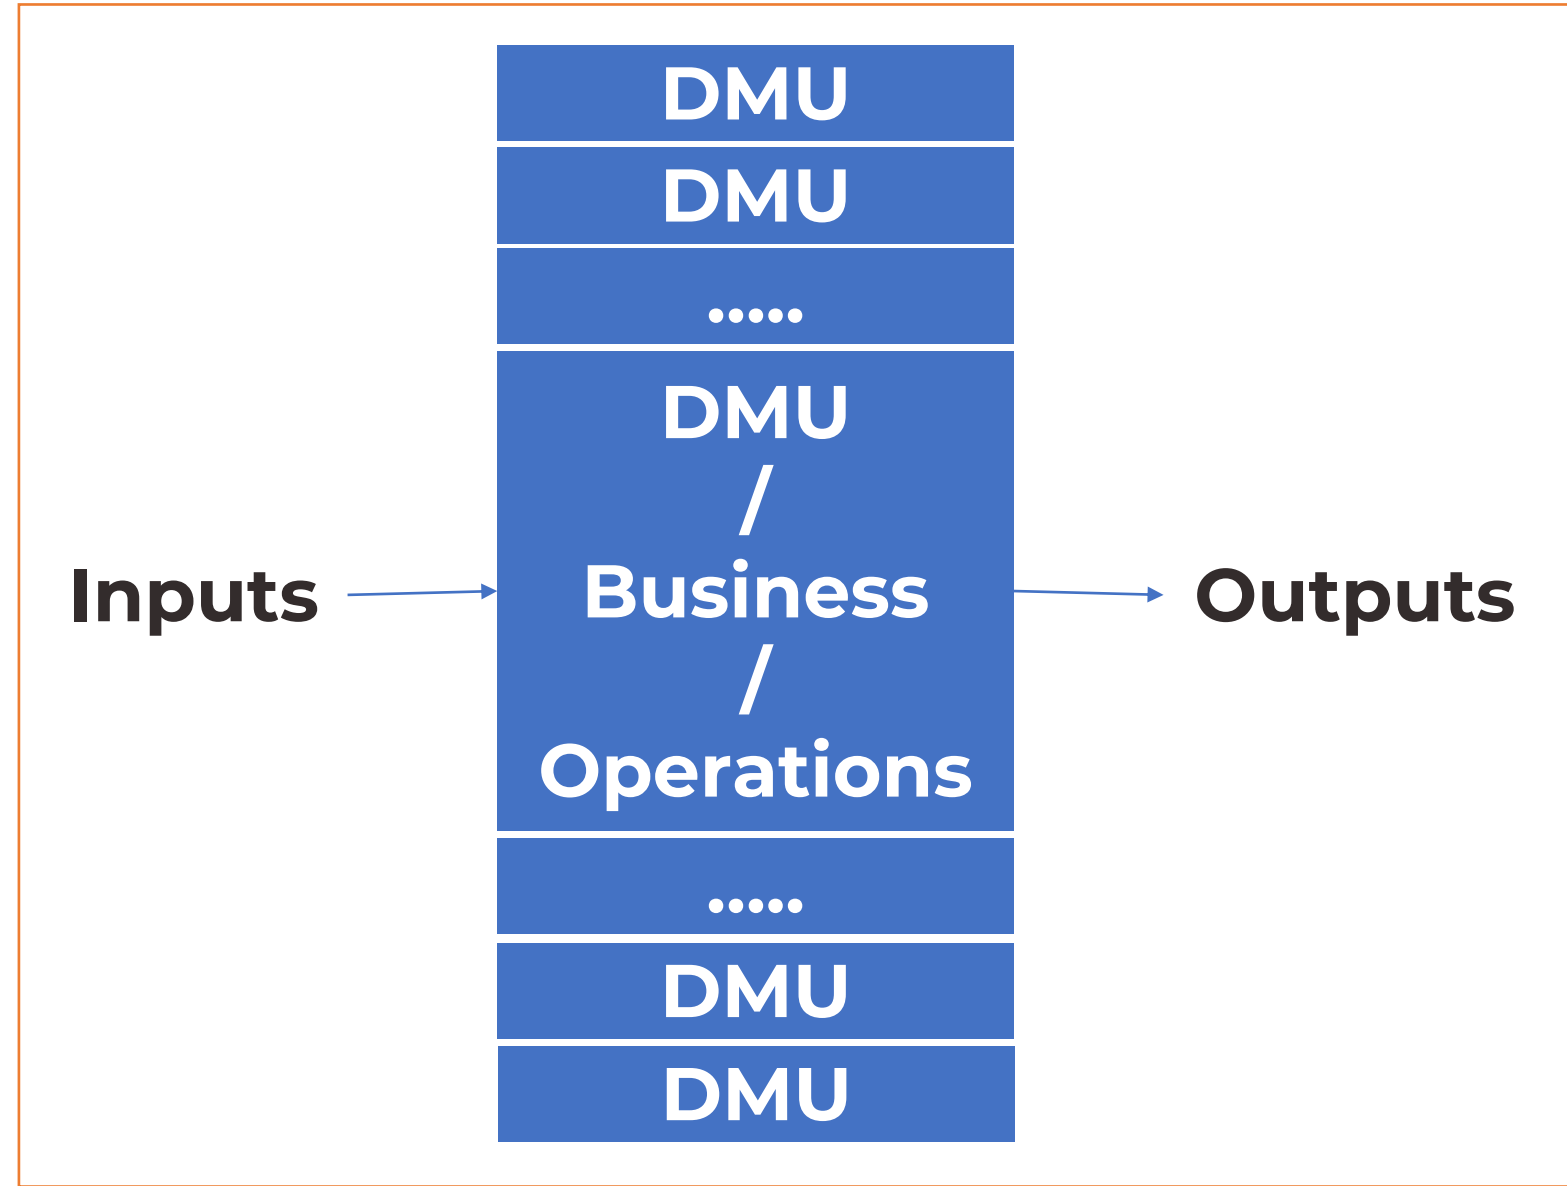 DMU
DMU
.....
DMU
/
Inputs
Business
Outputs
/
Operations
.....
DMU
DMU